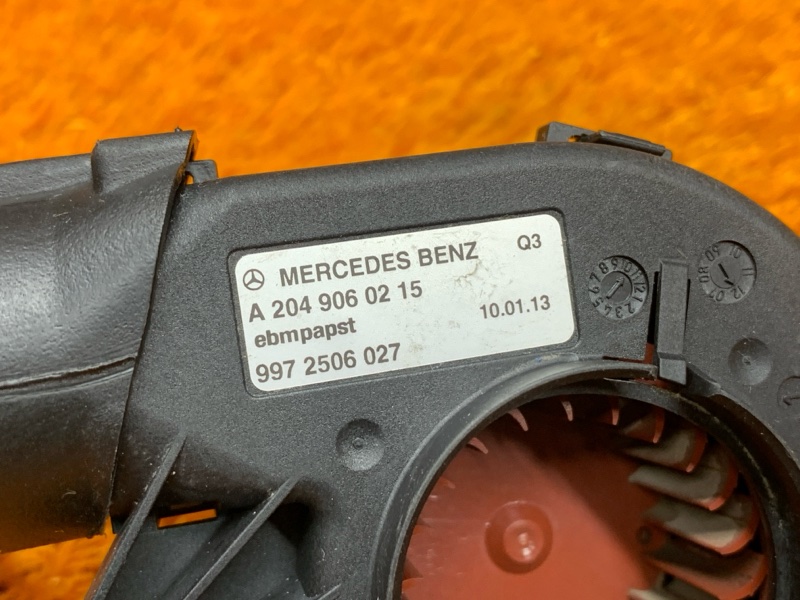 MERCEDES BENZ Q3
A 204 906 02 15
ebmpapst 10.01.13
997 2506 027